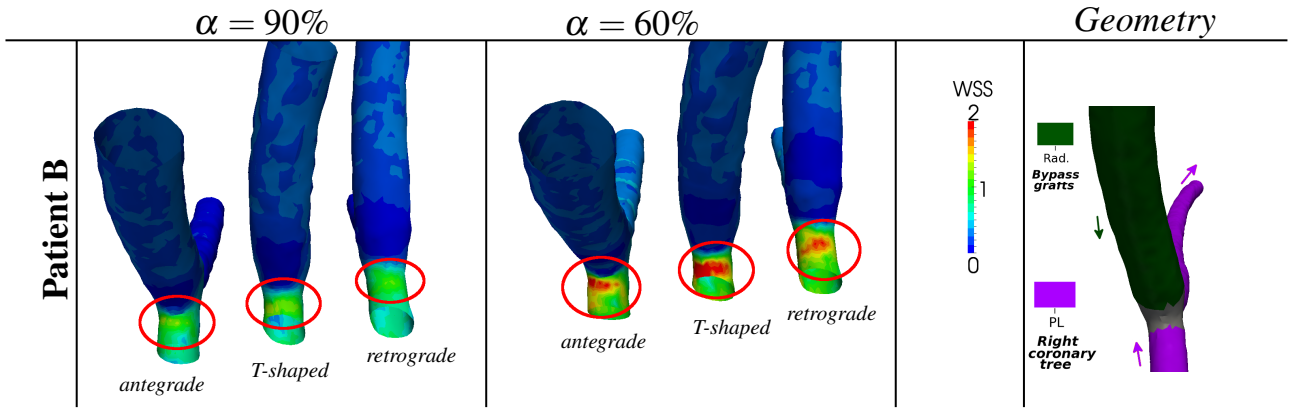 α = 90%
α = 60%
Geometry
Patient B
antegrade
T-shaped
retrograde
antegrade
T-shaped
retrograde
WSS
2
1
0
Rad.
Bypass
grafts
PL
Right
coronary
tree